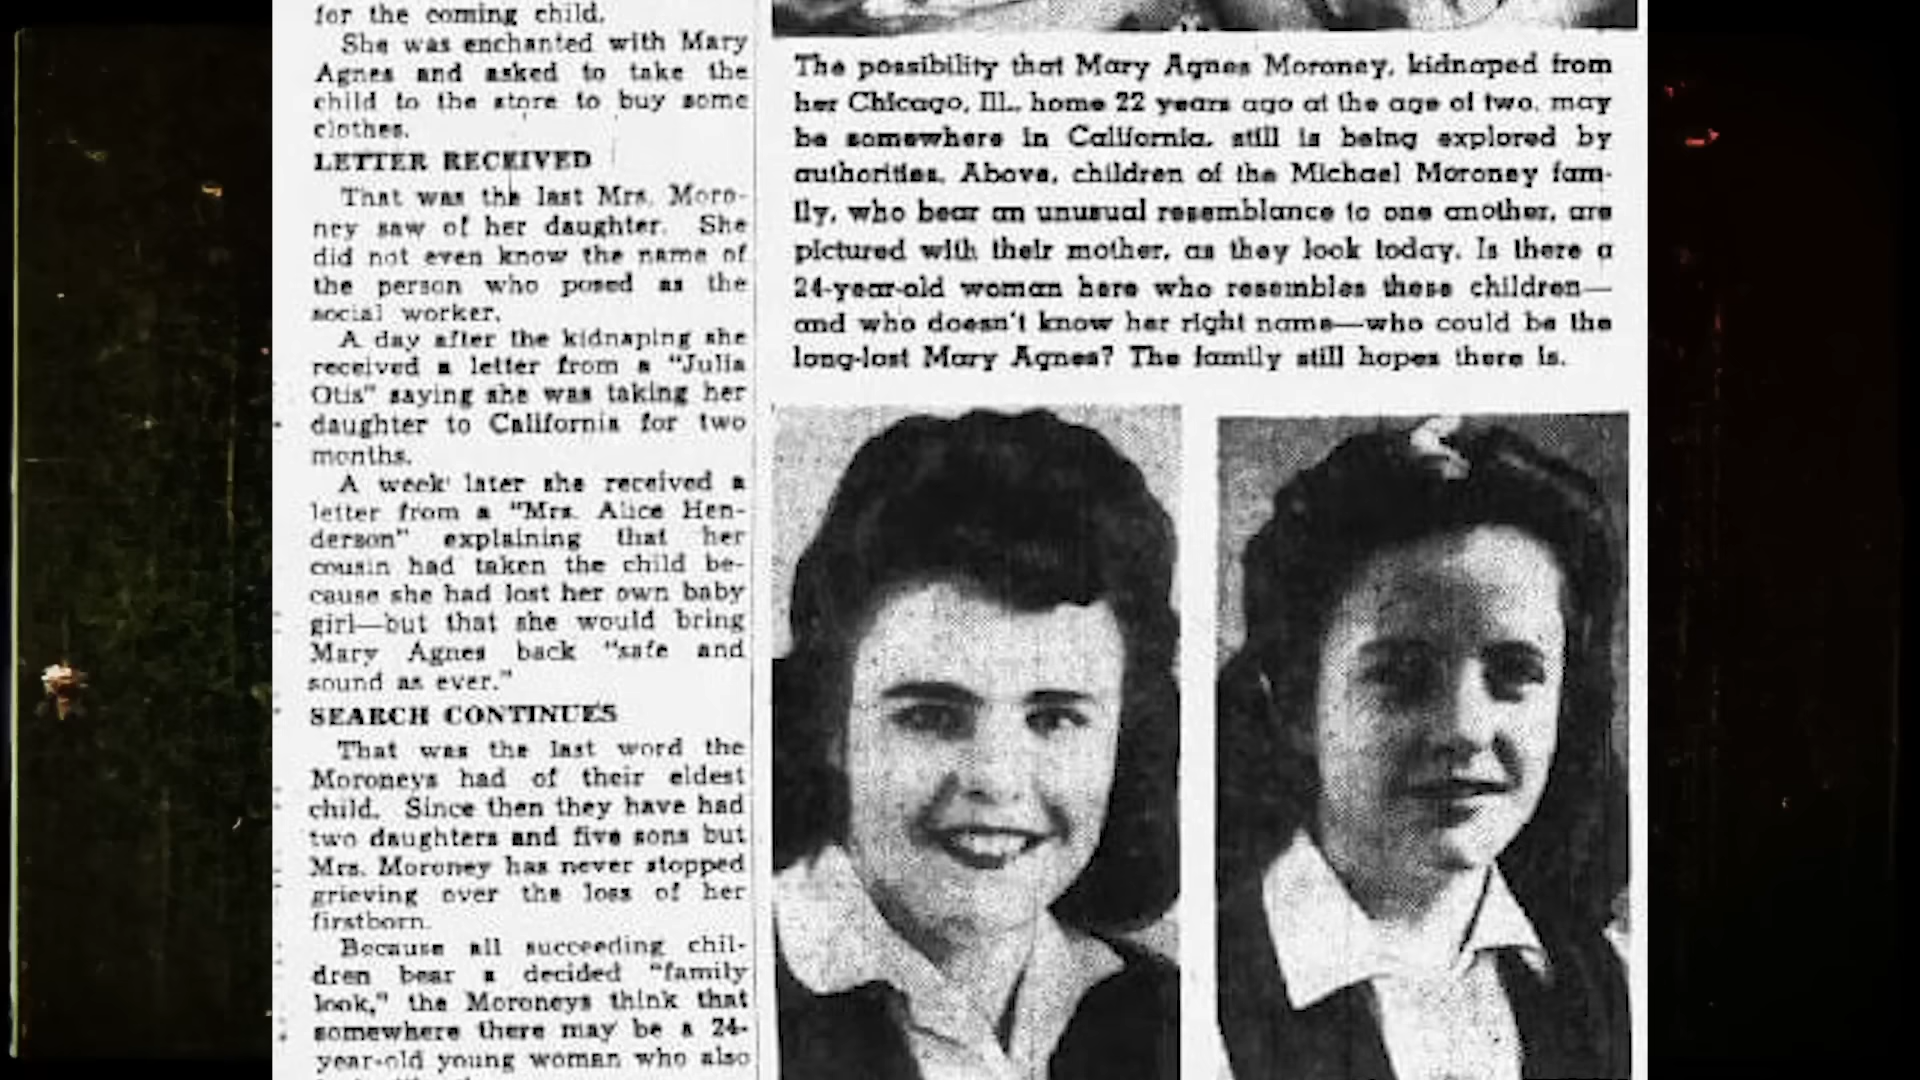 for the coming child.
She was enchanted with Mary
Agnes and asked to take the
child to the store to buy some
clothes.
LETTER RECEIVED
That was the last Mrs. Moro-
ney saw of her daughter. She
did not even know the name of
the person who posed as the
social worker.
A day after the kidnaping she
received a letter from a "Julia
Otis" saying she was taking her
daughter to California for two
months.
A week later she received a
letter from a "Mrs. Alice Hen-
derson" explaining that her
cousin had taken the child be-
cause she had lost her own baby
girl—but that she would bring
Mary Agnes back "safe and
sound as ever."
SEARCH CONTINUES
That was the last word the
Moroneys had of their eldest
child. Since then they have had
two daughters and five sons but
Mrs. Moroney has never stopped
grieving over the loss of her
firstborn.
Because all succeeding chil-
dren bear a decided "family
look," the Moroneys think that
somewhere there may be a 24-
year-old young woman who also
The possibility that Mary Agnes Moroney, kidnaped from
her Chicago, Ill., home 22 years ago at the age of two, may
be somewhere in California, still is being explored by
authorities. Above, children of the Michael Moroney fam-
ily, who bear an unusual resemblance to one another, are
pictured with their mother, as they look today. Is there a
24-year-old woman here who resembles these children—
and who doesn't know her right name—who could be the
long-lost Mary Agnes? The family still hopes there is.